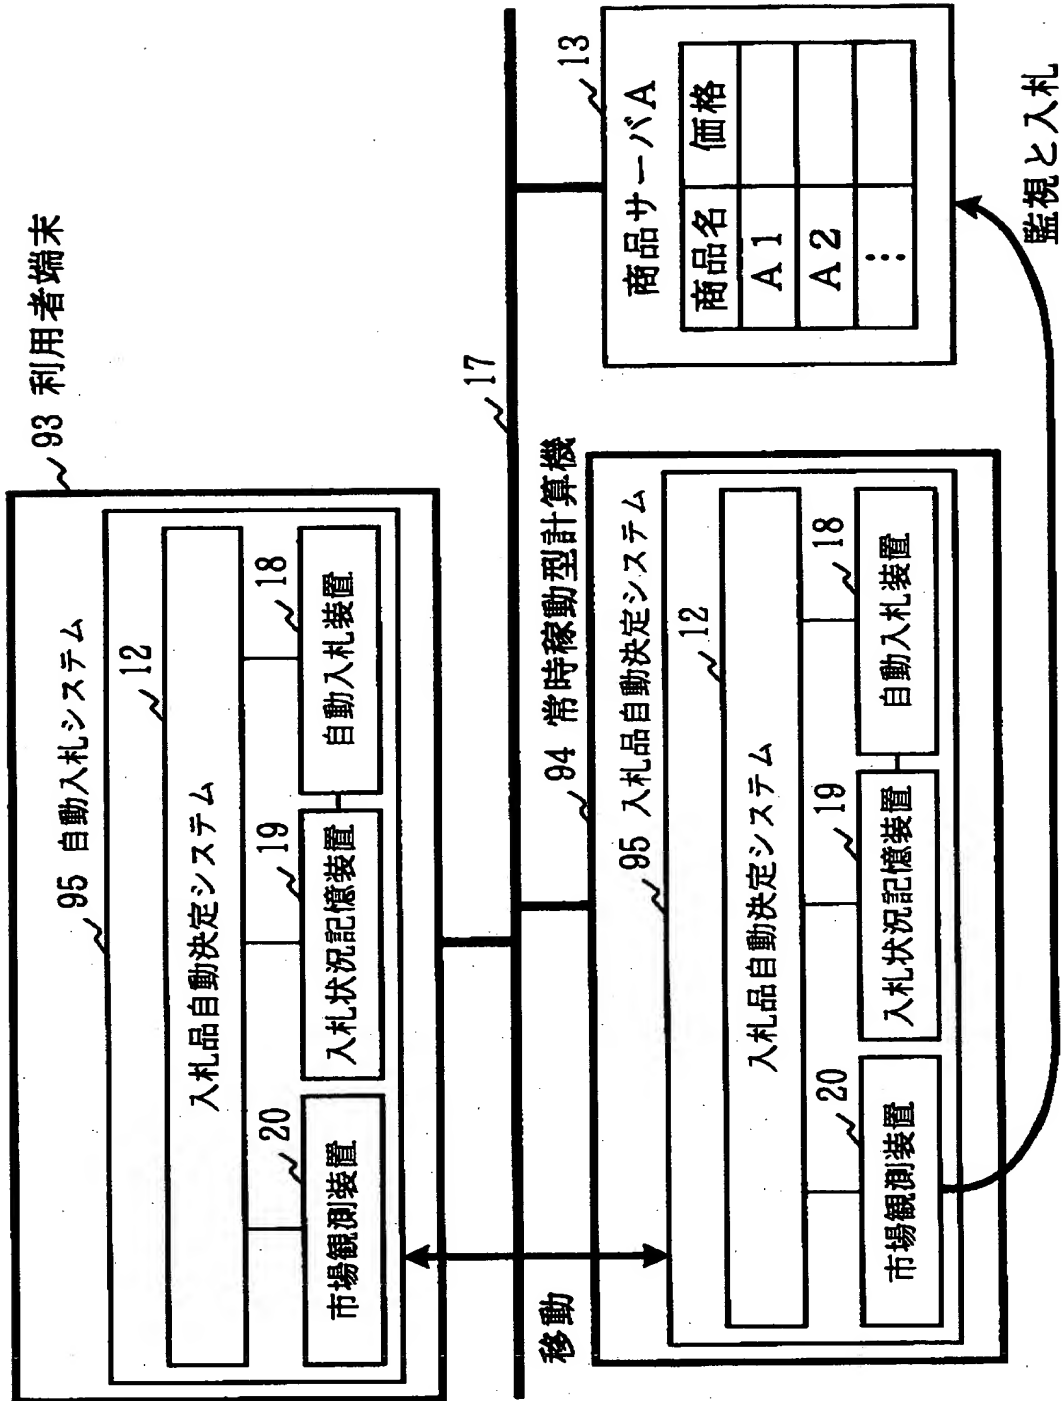 93 利用者端末
95 自動入札システム
12
入札品自動決定システム
20
19
18
市場観測装置
入札状況記憶装置
自動入札装置
17
移動
94 常時稼動型計算機
95 入札品自動決定システム
12
入札品自動決定システム
20
19
18
市場観測装置
入札状況記憶装置
自動入札装置
13
商品サーバA
商品名 価格
A1
A2
⋮
監視と入札